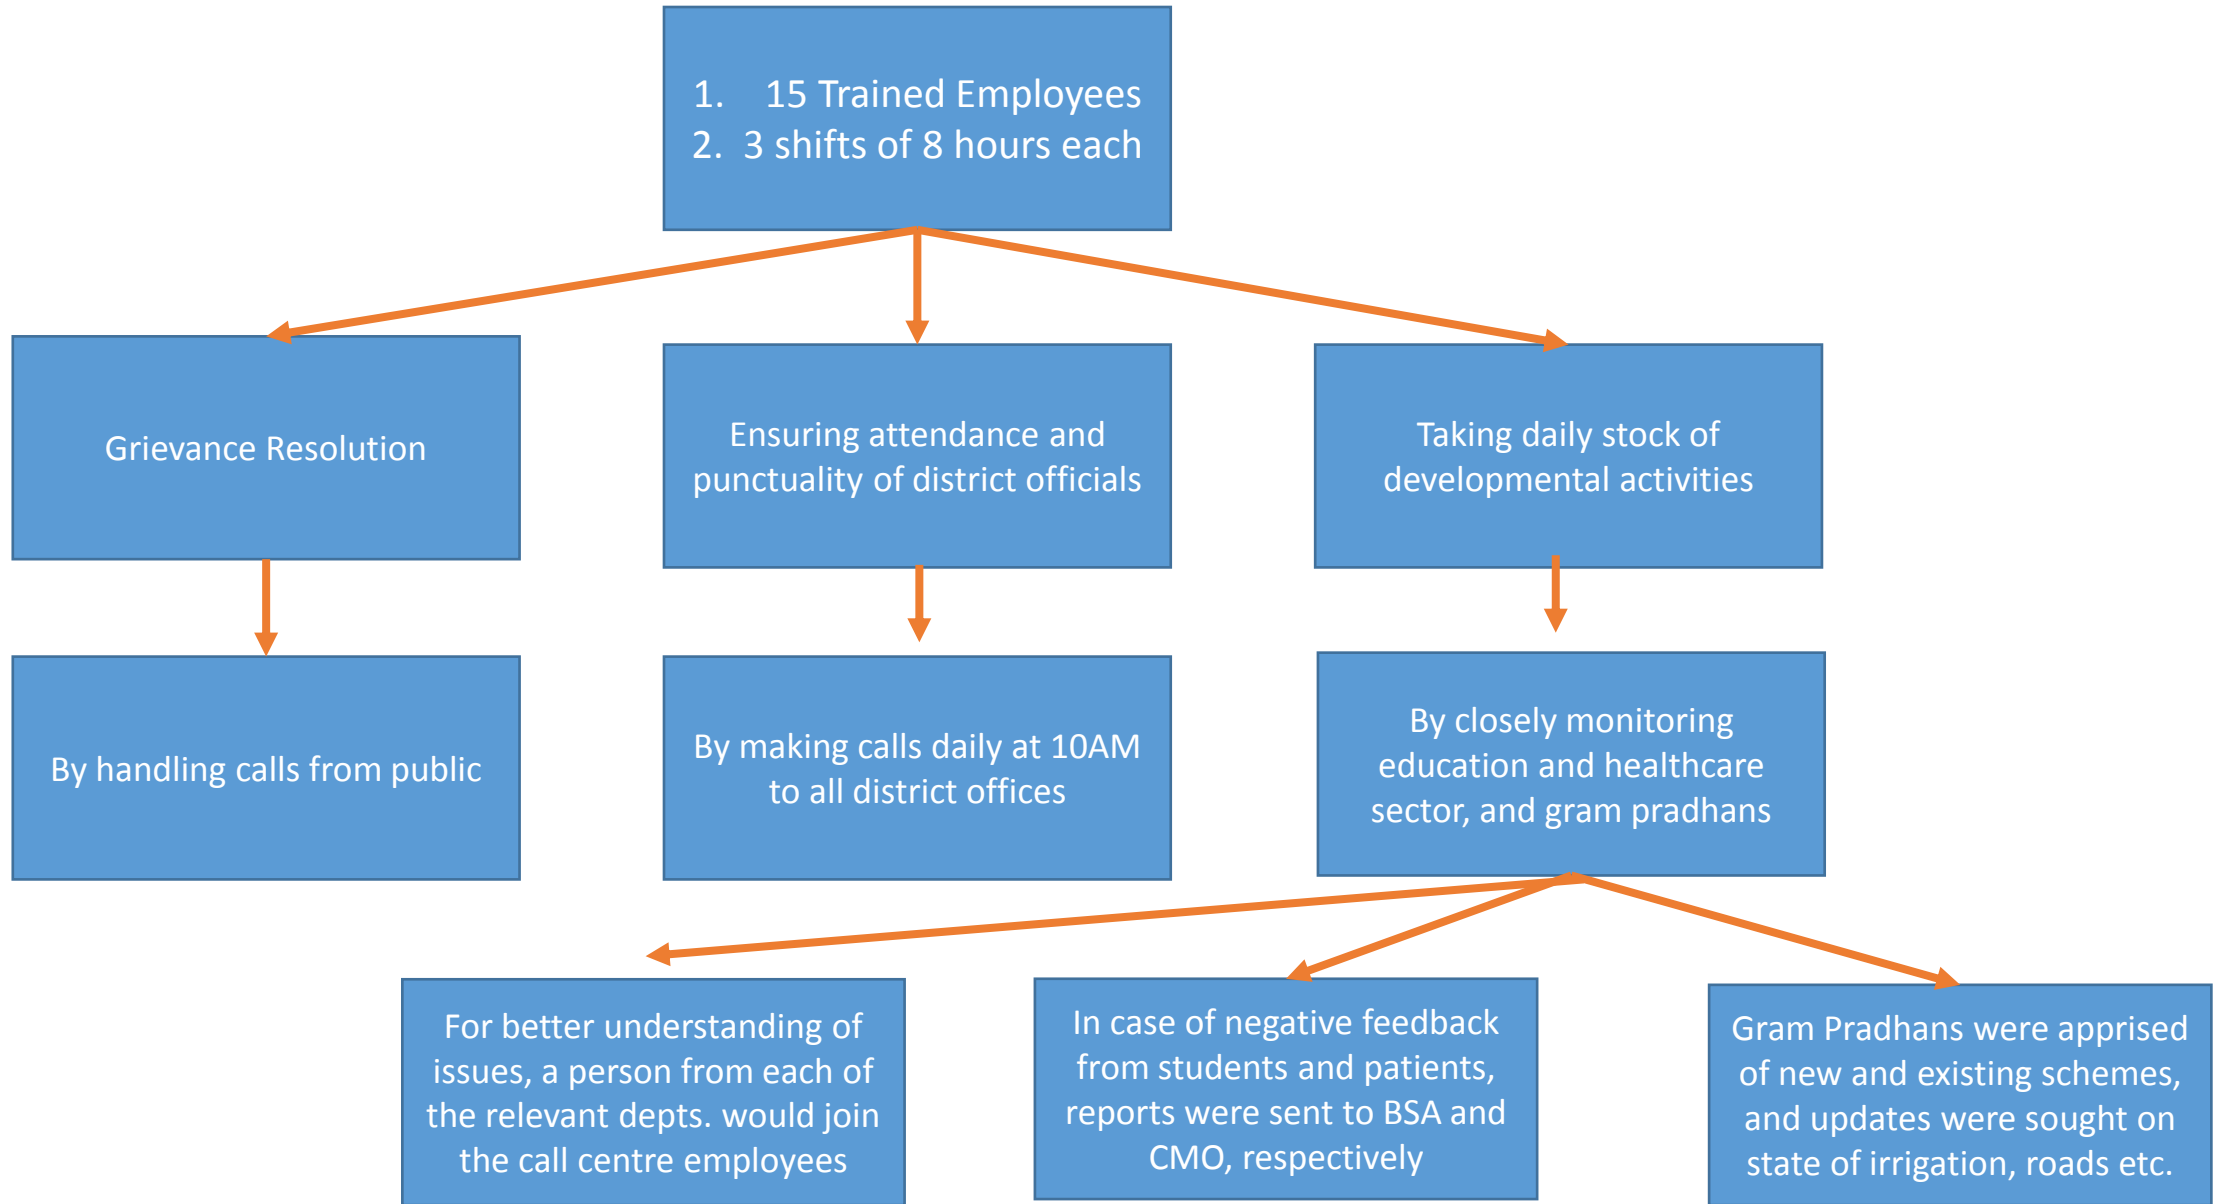 1. 15 Trained Employees
2. 3 shifts of 8 hours each
Grievance Resolution
Ensuring attendance and
punctuality of district officials
Taking daily stock of
developmental activities
By handling calls from public
By making calls daily at 10AM
to all district offices
By closely monitoring
education and healthcare
sector, and gram pradhans
For better understanding of
issues, a person from each of
the relevant depts. would join
the call centre employees
In case of negative feedback
from students and patients,
reports were sent to BSA and
CMO, respectively
Gram Pradhans were apprised
of new and existing schemes,
and updates were sought on
state of irrigation, roads etc.